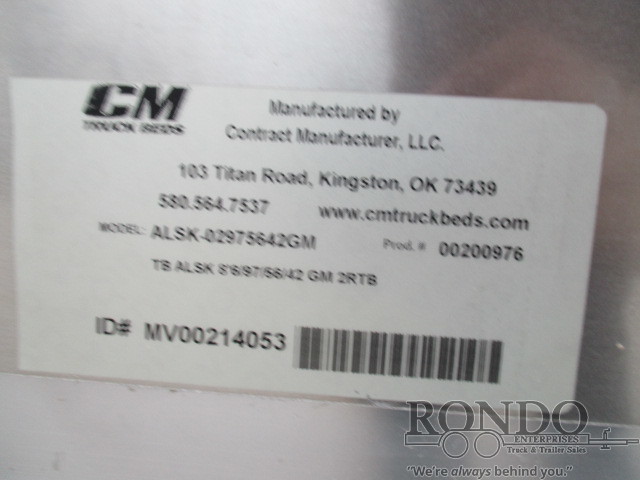 CM
TRUCK BEDS
Manufactured by
Contract Manufacturer, LLC.
103 Titan Road, Kingston, OK 73439
580.564.7537 www.cmtruckbeds.com
MODEL: ALSK-02975642GM Prod. # 00200976
TB ALSK 8'6/97/56/42 GM 2RTB
ID# MV00214053
RONDO
ENTERPRISES
Truck & Trailer Sales
"We're always behind you."